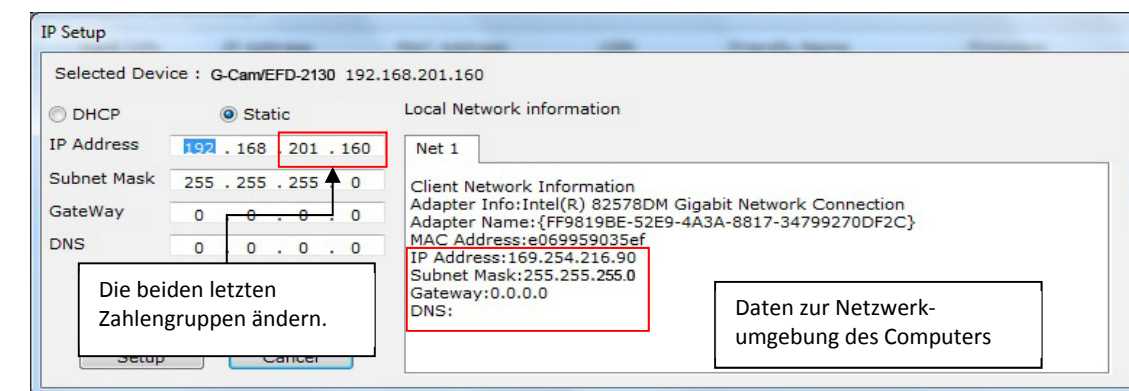 IP Setup
Selected Device : G-Cam/EFD-2130 192.168.201.160
DHCP Static
IP Address 192 . 168 . 201 . 160
Subnet Mask 255 . 255 . 255 . 0
GateWay 0 . 0 . 0 . 0
DNS 0 . 0 . 0 . 0
Die beiden letzten
Zahlengruppen ändern.
Setup Cancel
Local Network information
Net 1
Client Network Information
Adapter Info:Intel(R) 82578DM Gigabit Network Connection
Adapter Name:{FF9819BE-52E9-4A3A-8817-34799270DF2C}
MAC Address:e069959035ef
IP Address:169.254.216.90
Subnet Mask:255.255.255.0
Gateway:0.0.0.0
DNS:
Daten zur Netzwerk-
umgebung des Computers